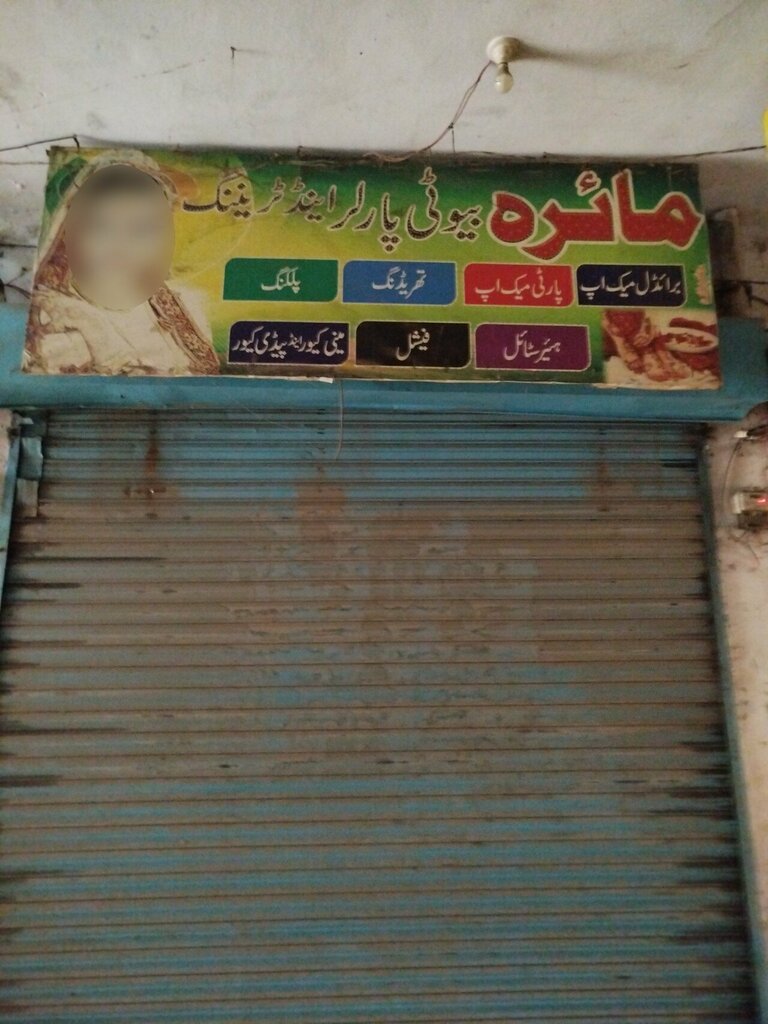 مائرہ بیوٹی پارلر اینڈ ٹریننگ
برائڈل میک اپ پارٹی میک اپ تھریڈنگ پلکنگ
ہیئر سٹائل فیشل مینی کیور اینڈ پیڈی کیور